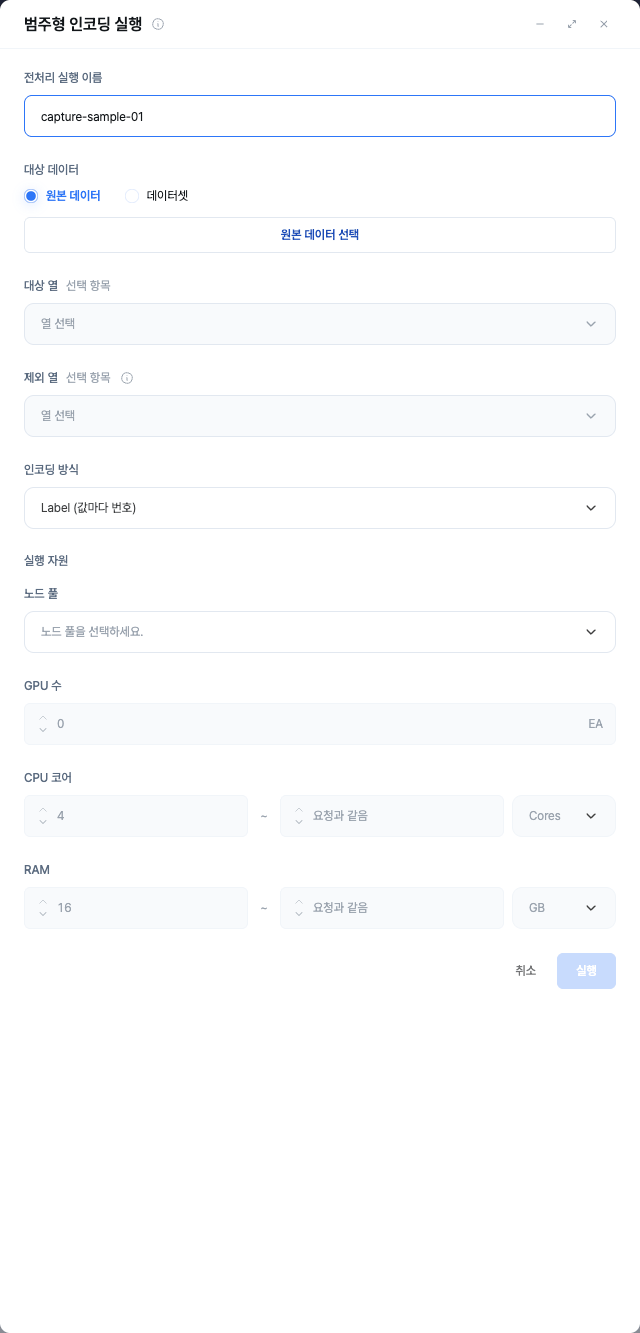 범주형 인코딩 실행
전처리 실행 이름
capture-sample-01
대상 데이터
원본 데이터 데이터셋
원본 데이터 선택
대상 열 선택 항목
열 선택
제외 열 선택 항목
열 선택
인코딩 방식
Label (값마다 번호)
실행 자원
노드 풀
노드 풀을 선택하세요.
GPU 수
0 EA
CPU 코어
4 ~ 요청과 같음 Cores
RAM
16 ~ 요청과 같음 GB
취소 실행